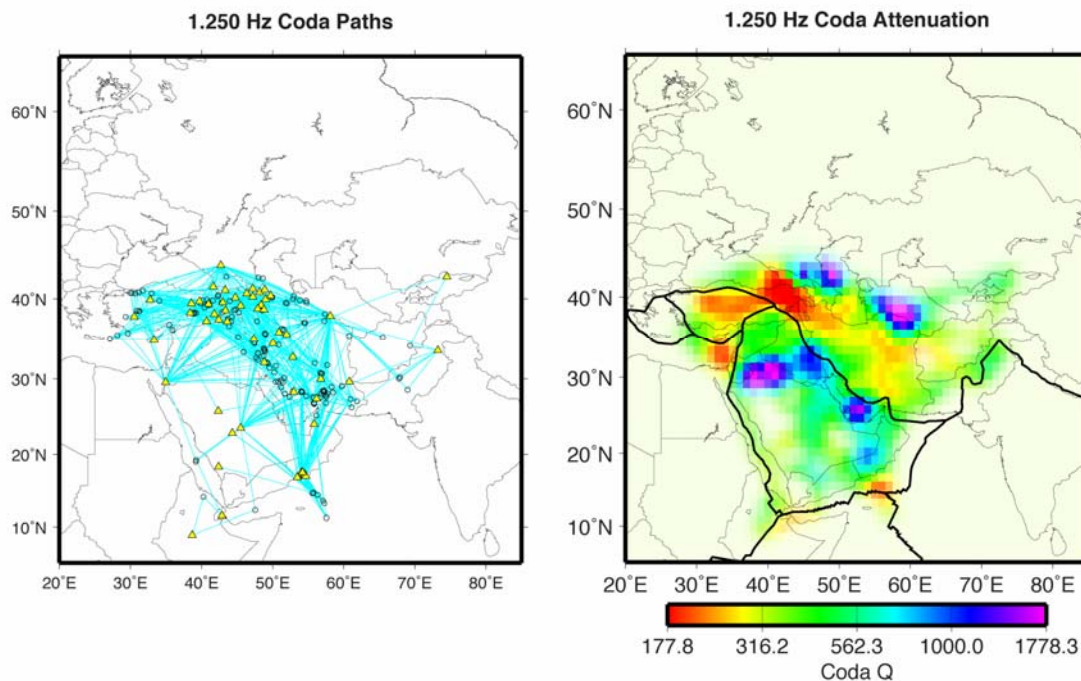 1.250 Hz Coda Paths
60˚N
50˚N
40˚N
30˚N
20˚N
10˚N
20˚E 30˚E 40˚E 50˚E 60˚E 70˚E 80˚E
1.250 Hz Coda Attenuation
60˚N
50˚N
40˚N
30˚N
20˚N
10˚N
20˚E 30˚E 40˚E 50˚E 60˚E 70˚E 80˚E
177.8 316.2 562.3 1000.0 1778.3
Coda Q